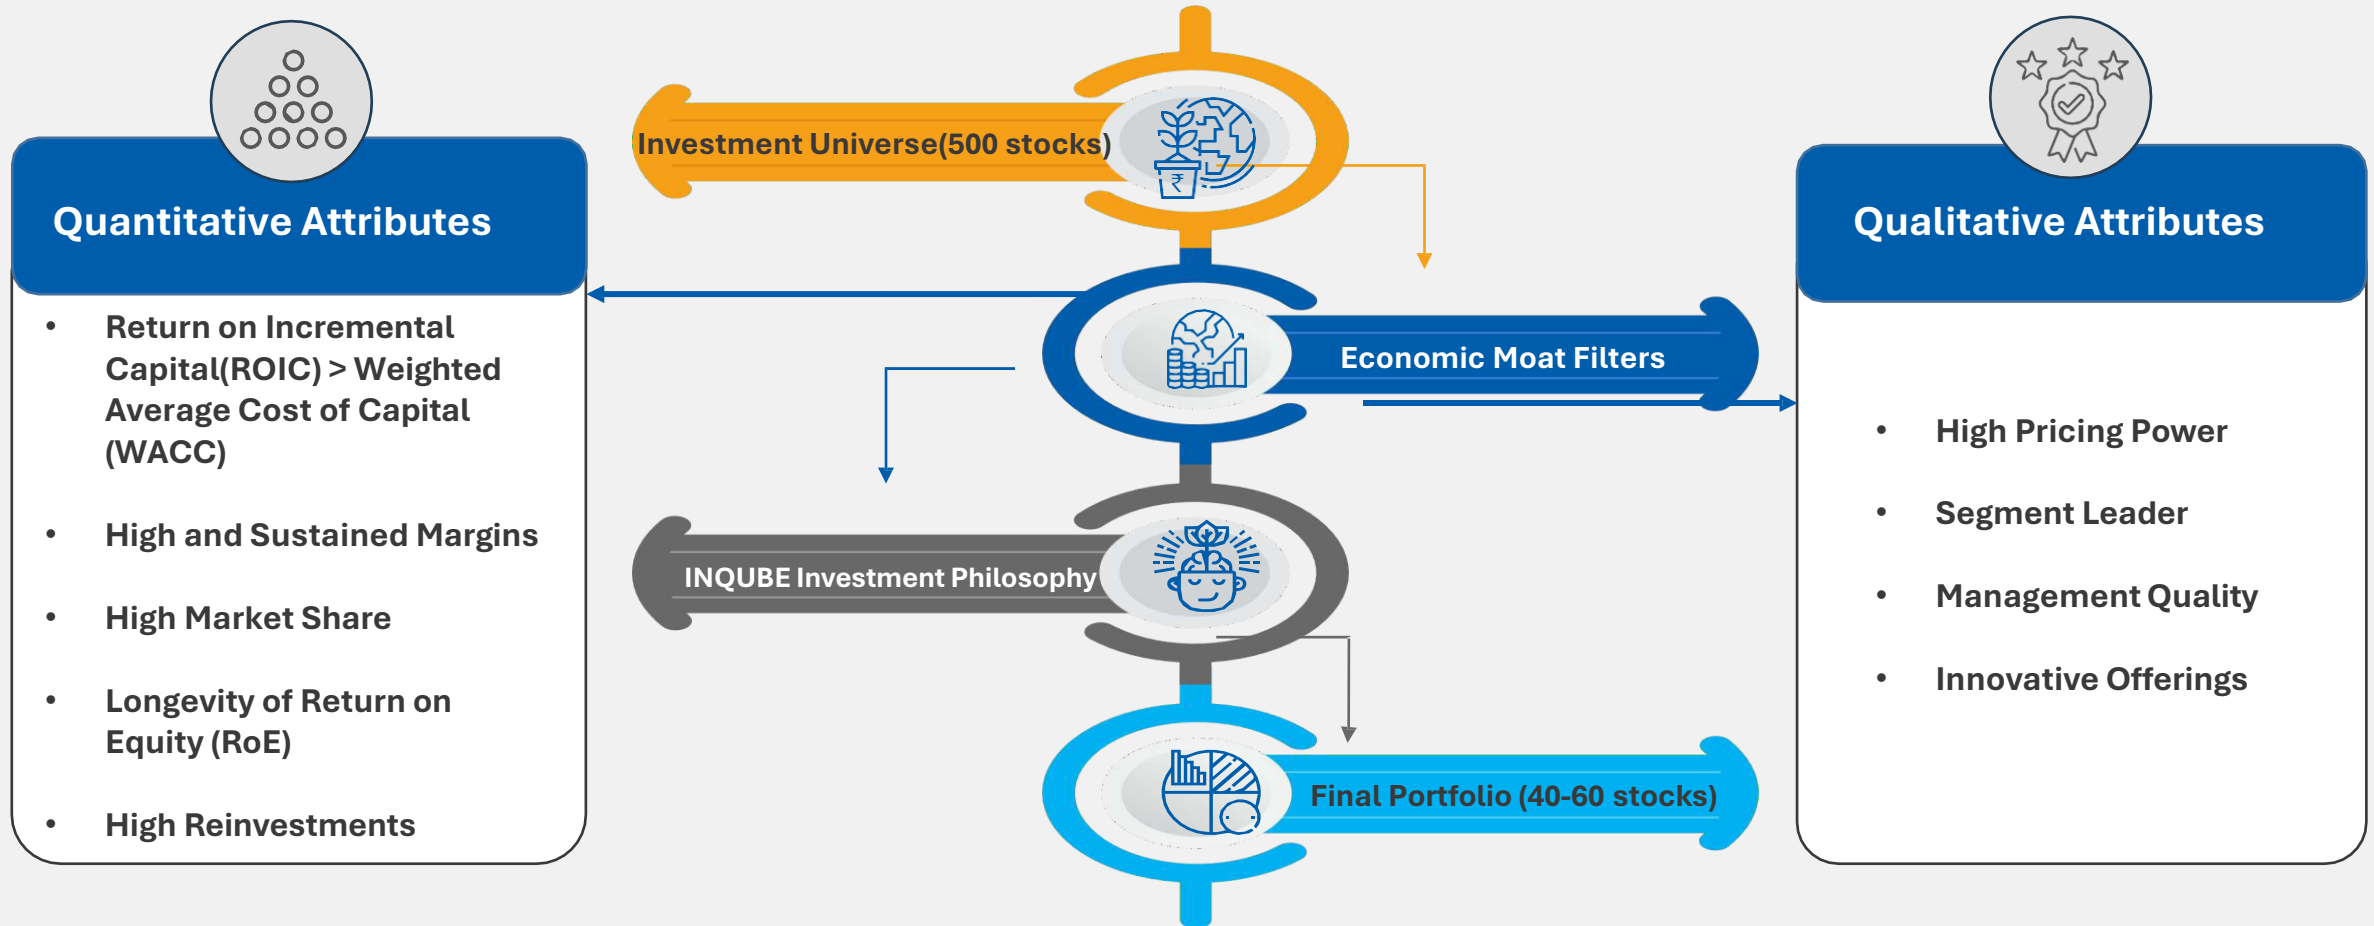 Quantitative Attributes
• Return on Incremental
Capital(ROIC) > Weighted
Average Cost of Capital
(WACC)
• High and Sustained Margins
• High Market Share
• Longevity of Return on
Equity (RoE)
• High Reinvestments
Investment Universe(500 stocks)
₹
Economic Moat Filters
INQUBE Investment Philosophy
Final Portfolio (40-60 stocks)
Qualitative Attributes
• High Pricing Power
• Segment Leader
• Management Quality
• Innovative Offerings